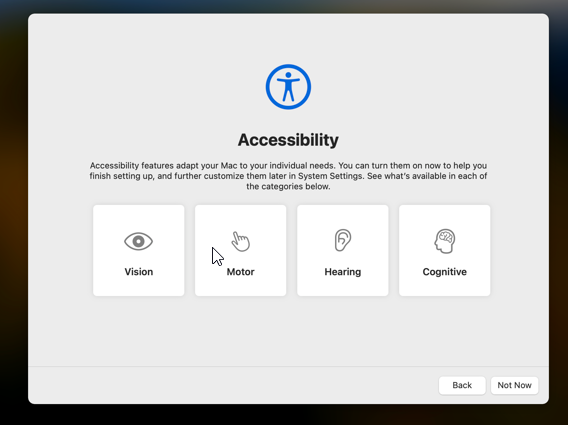 Accessibility
Accessibility features adapt your Mac to your individual needs. You can turn them on now to help you
finish setting up, and further customize them later in System Settings. See what's available in each of
the categories below.
Vision
Motor
Hearing
Cognitive
Back
Not Now